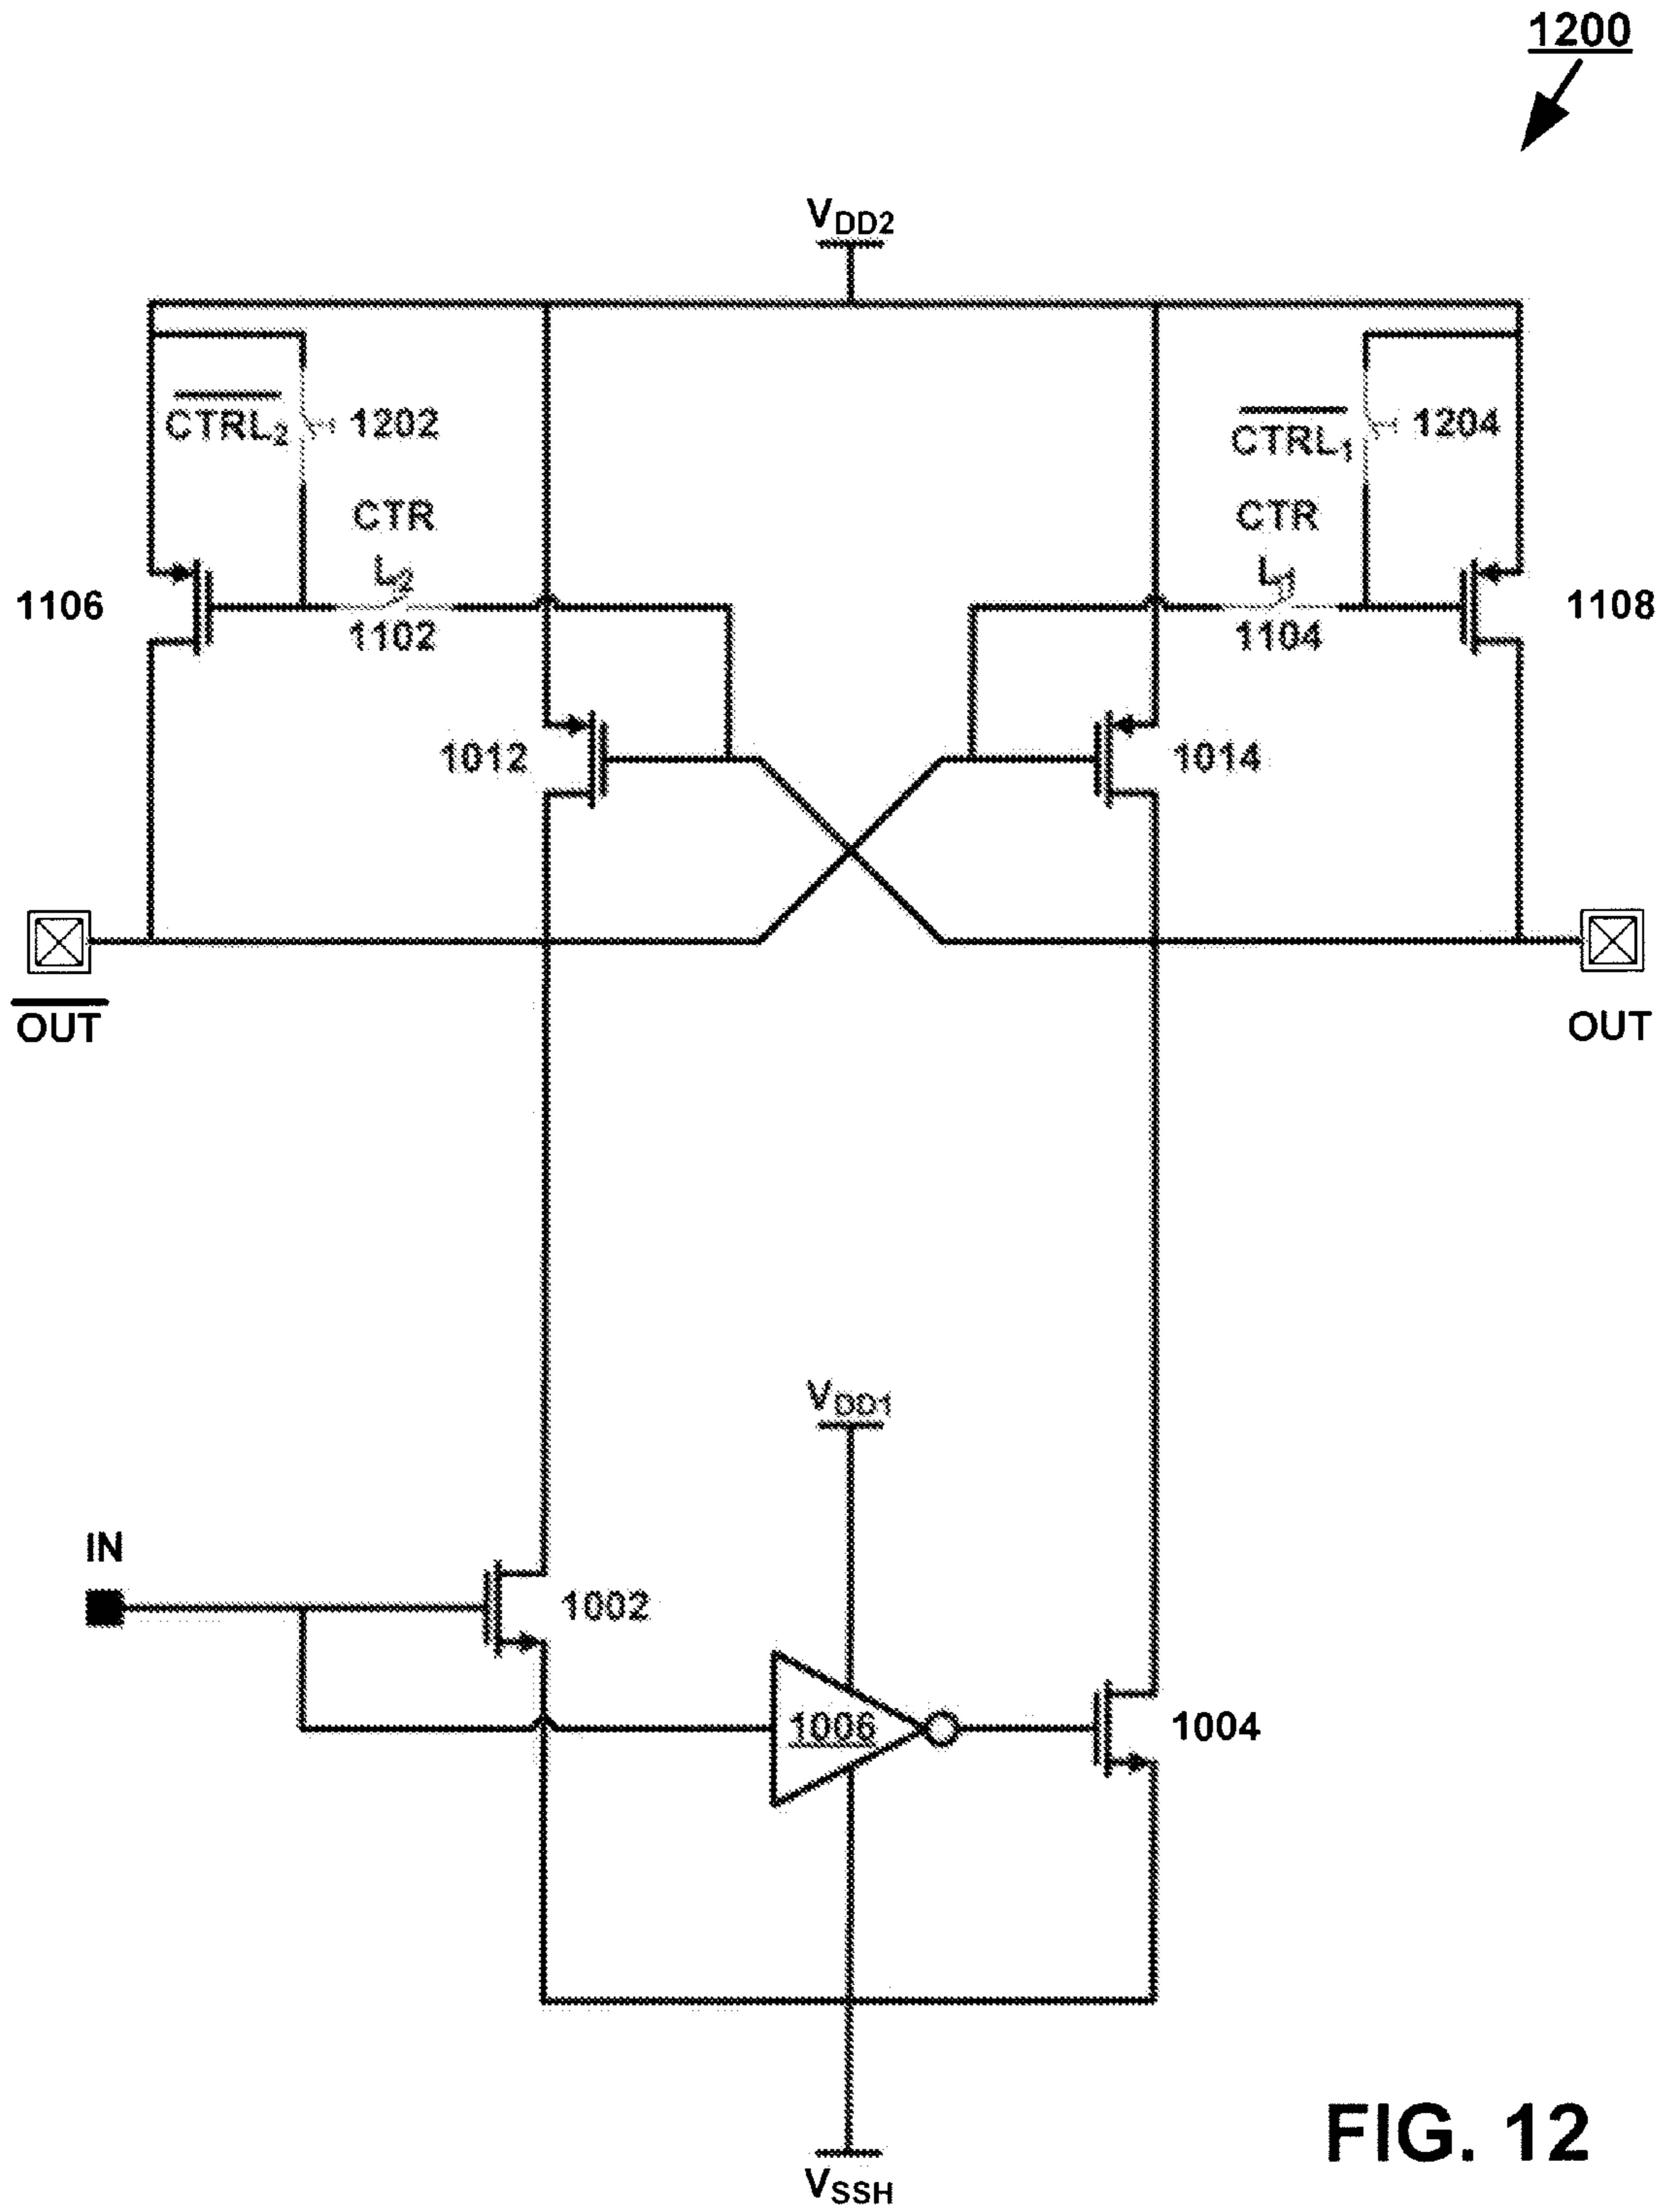 1200
VDD2
CTRL2
1202
CTRL1
1204
CTR
L2
1102
CTR
L1
1104
1106
1108
1012
1014
OUT
OUT
VDD1
IN
1002
1006
1004
VSSH
FIG. 12